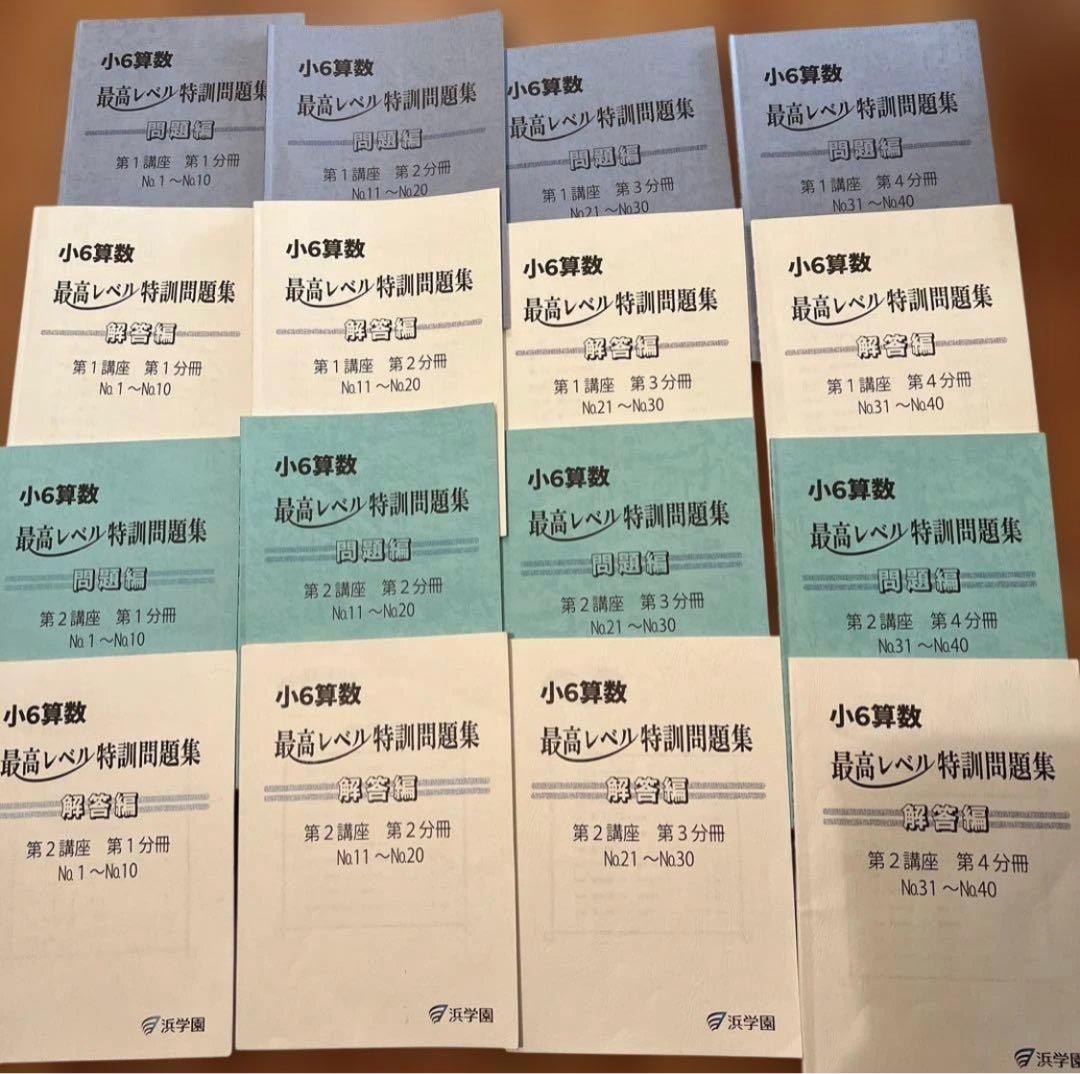 小6算数
最高レベル特訓問題集
問題編
第1講座 第1分冊
No.1～No.10
小6算数
最高レベル特訓問題集
問題編
第1講座 第2分冊
No.11～No.20
小6算数
最高レベル特訓問題集
問題編
第1講座 第3分冊
No.21～No.30
小6算数
最高レベル特訓問題集
問題編
第1講座 第4分冊
No.31～No.40
小6算数
最高レベル特訓問題集
解答編
第1講座 第1分冊
No.1～No.10
小6算数
最高レベル特訓問題集
解答編
第1講座 第2分冊
No.11～No.20
小6算数
最高レベル特訓問題集
解答編
第1講座 第3分冊
No.21～No.30
小6算数
最高レベル特訓問題集
解答編
第1講座 第4分冊
No.31～No.40
小6算数
最高レベル特訓問題集
問題編
第2講座 第1分冊
No.1～No.10
小6算数
最高レベル特訓問題集
問題編
第2講座 第2分冊
No.11～No.20
小6算数
最高レベル特訓問題集
問題編
第2講座 第3分冊
No.21～No.30
小6算数
最高レベル特訓問題集
問題編
第2講座 第4分冊
No.31～No.40
小6算数
最高レベル特訓問題集
解答編
第2講座 第1分冊
No.1～No.10
浜学園
小6算数
最高レベル特訓問題集
解答編
第2講座 第2分冊
No.11～No.20
浜学園
小6算数
最高レベル特訓問題集
解答編
第2講座 第3分冊
No.21～No.30
浜学園
小6算数
最高レベル特訓問題集
解答編
第2講座 第4分冊
No.31～No.40
浜学園